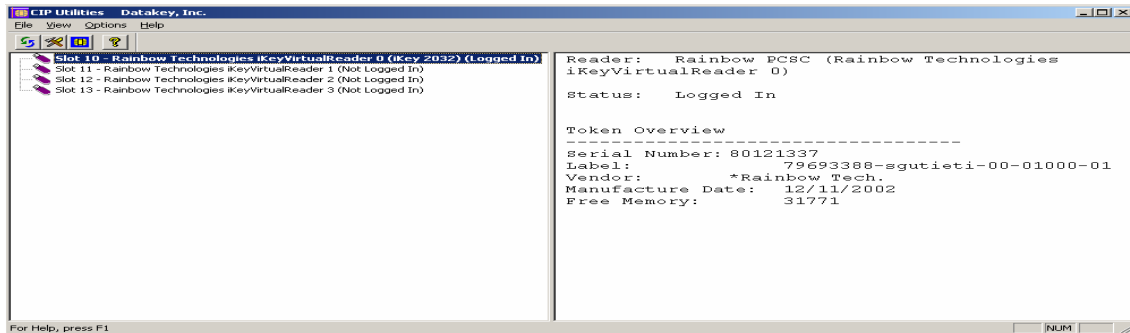 CIP Utilities Datakey, Inc.
File View Options Help
Slot 10 - Rainbow Technologies iKeyVirtualReader 0 (iKey 2032) (Logged In)
Slot 11 - Rainbow Technologies iKeyVirtualReader 1 (Not Logged In)
Slot 12 - Rainbow Technologies iKeyVirtualReader 2 (Not Logged In)
Slot 13 - Rainbow Technologies iKeyVirtualReader 3 (Not Logged In)
Reader: Rainbow PCSC (Rainbow Technologies
iKeyVirtualReader 0)
Status: Logged In
Token Overview
-----------------------------------
Serial Number: 80121337
Label: 79693388-sgutieti-00-01000-01
Vendor: *Rainbow Tech.
Manufacture Date: 12/11/2002
Free Memory: 31771
For Help, press F1
NUM